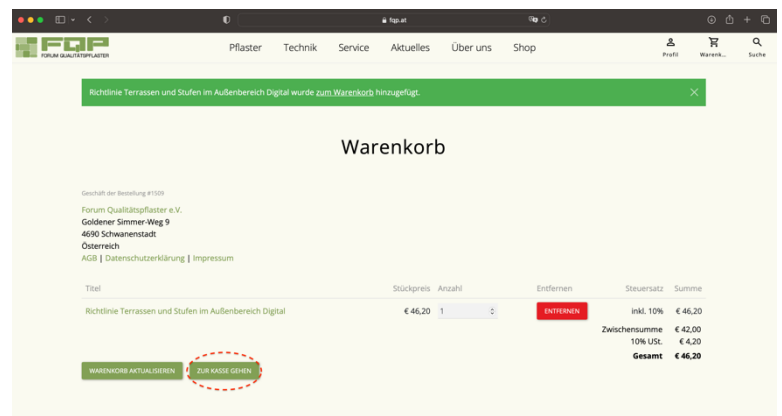 fqp.at
FQP
FORUM QUALITÄTSPFLASTER
Pflaster Technik Service Aktuelles Über uns Shop
Profil Warenk... Suche
Richtlinie Terrassen und Stufen im Außenbereich Digital wurde zum Warenkorb hinzugefügt.
Warenkorb
Geschäft der Bestellung #1509
Forum Qualitätspflaster e.V.
Goldener Simmer-Weg 9
4690 Schwanenstadt
Österreich
AGB | Datenschutzerklärung | Impressum
Titel Stückpreis Anzahl Entfernen Steuersatz Summe
Richtlinie Terrassen und Stufen im Außenbereich Digital € 46,20 1 ENTFERNEN inkl. 10% € 46,20
Zwischensumme € 42,00
10% USt. € 4,20
Gesamt € 46,20
WARENKORB AKTUALISIEREN ZUR KASSE GEHEN